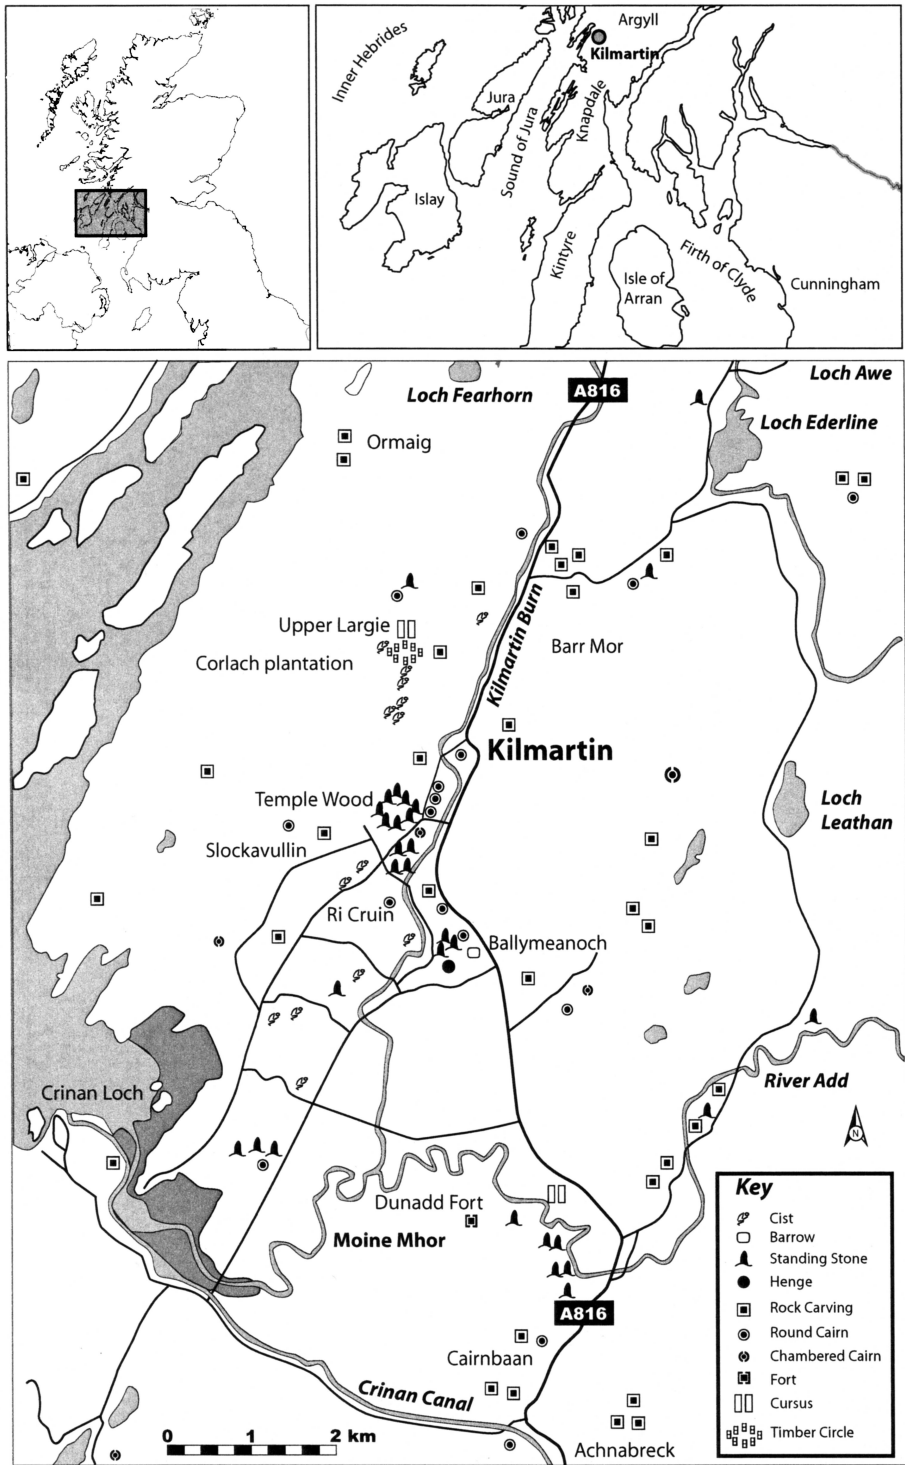 Inner Hebrides
Argyll
Kilmartin
Jura
Sound of Jura
Knapdale
Islay
Kintyre
Isle of
Arran
Firth of Clyde
Cunningham
Loch Fearhorn
A816
Loch Awe
Loch Ederline
Ormaig
Upper Largie
Corlach plantation
Kilmartin Burn
Barr Mor
Kilmartin
Temple Wood
Slockavullin
Loch
Leathan
Ri Cruin
Ballymeanoch
Crinan Loch
River Add
N
Dunadd Fort
Moine Mhor
A816
Cairnbaan
Crinan Canal
Achnabreck
0 1 2 km
Key
Cist
Barrow
Standing Stone
Henge
Rock Carving
Round Cairn
Chambered Cairn
Fort
Cursus
Timber Circle